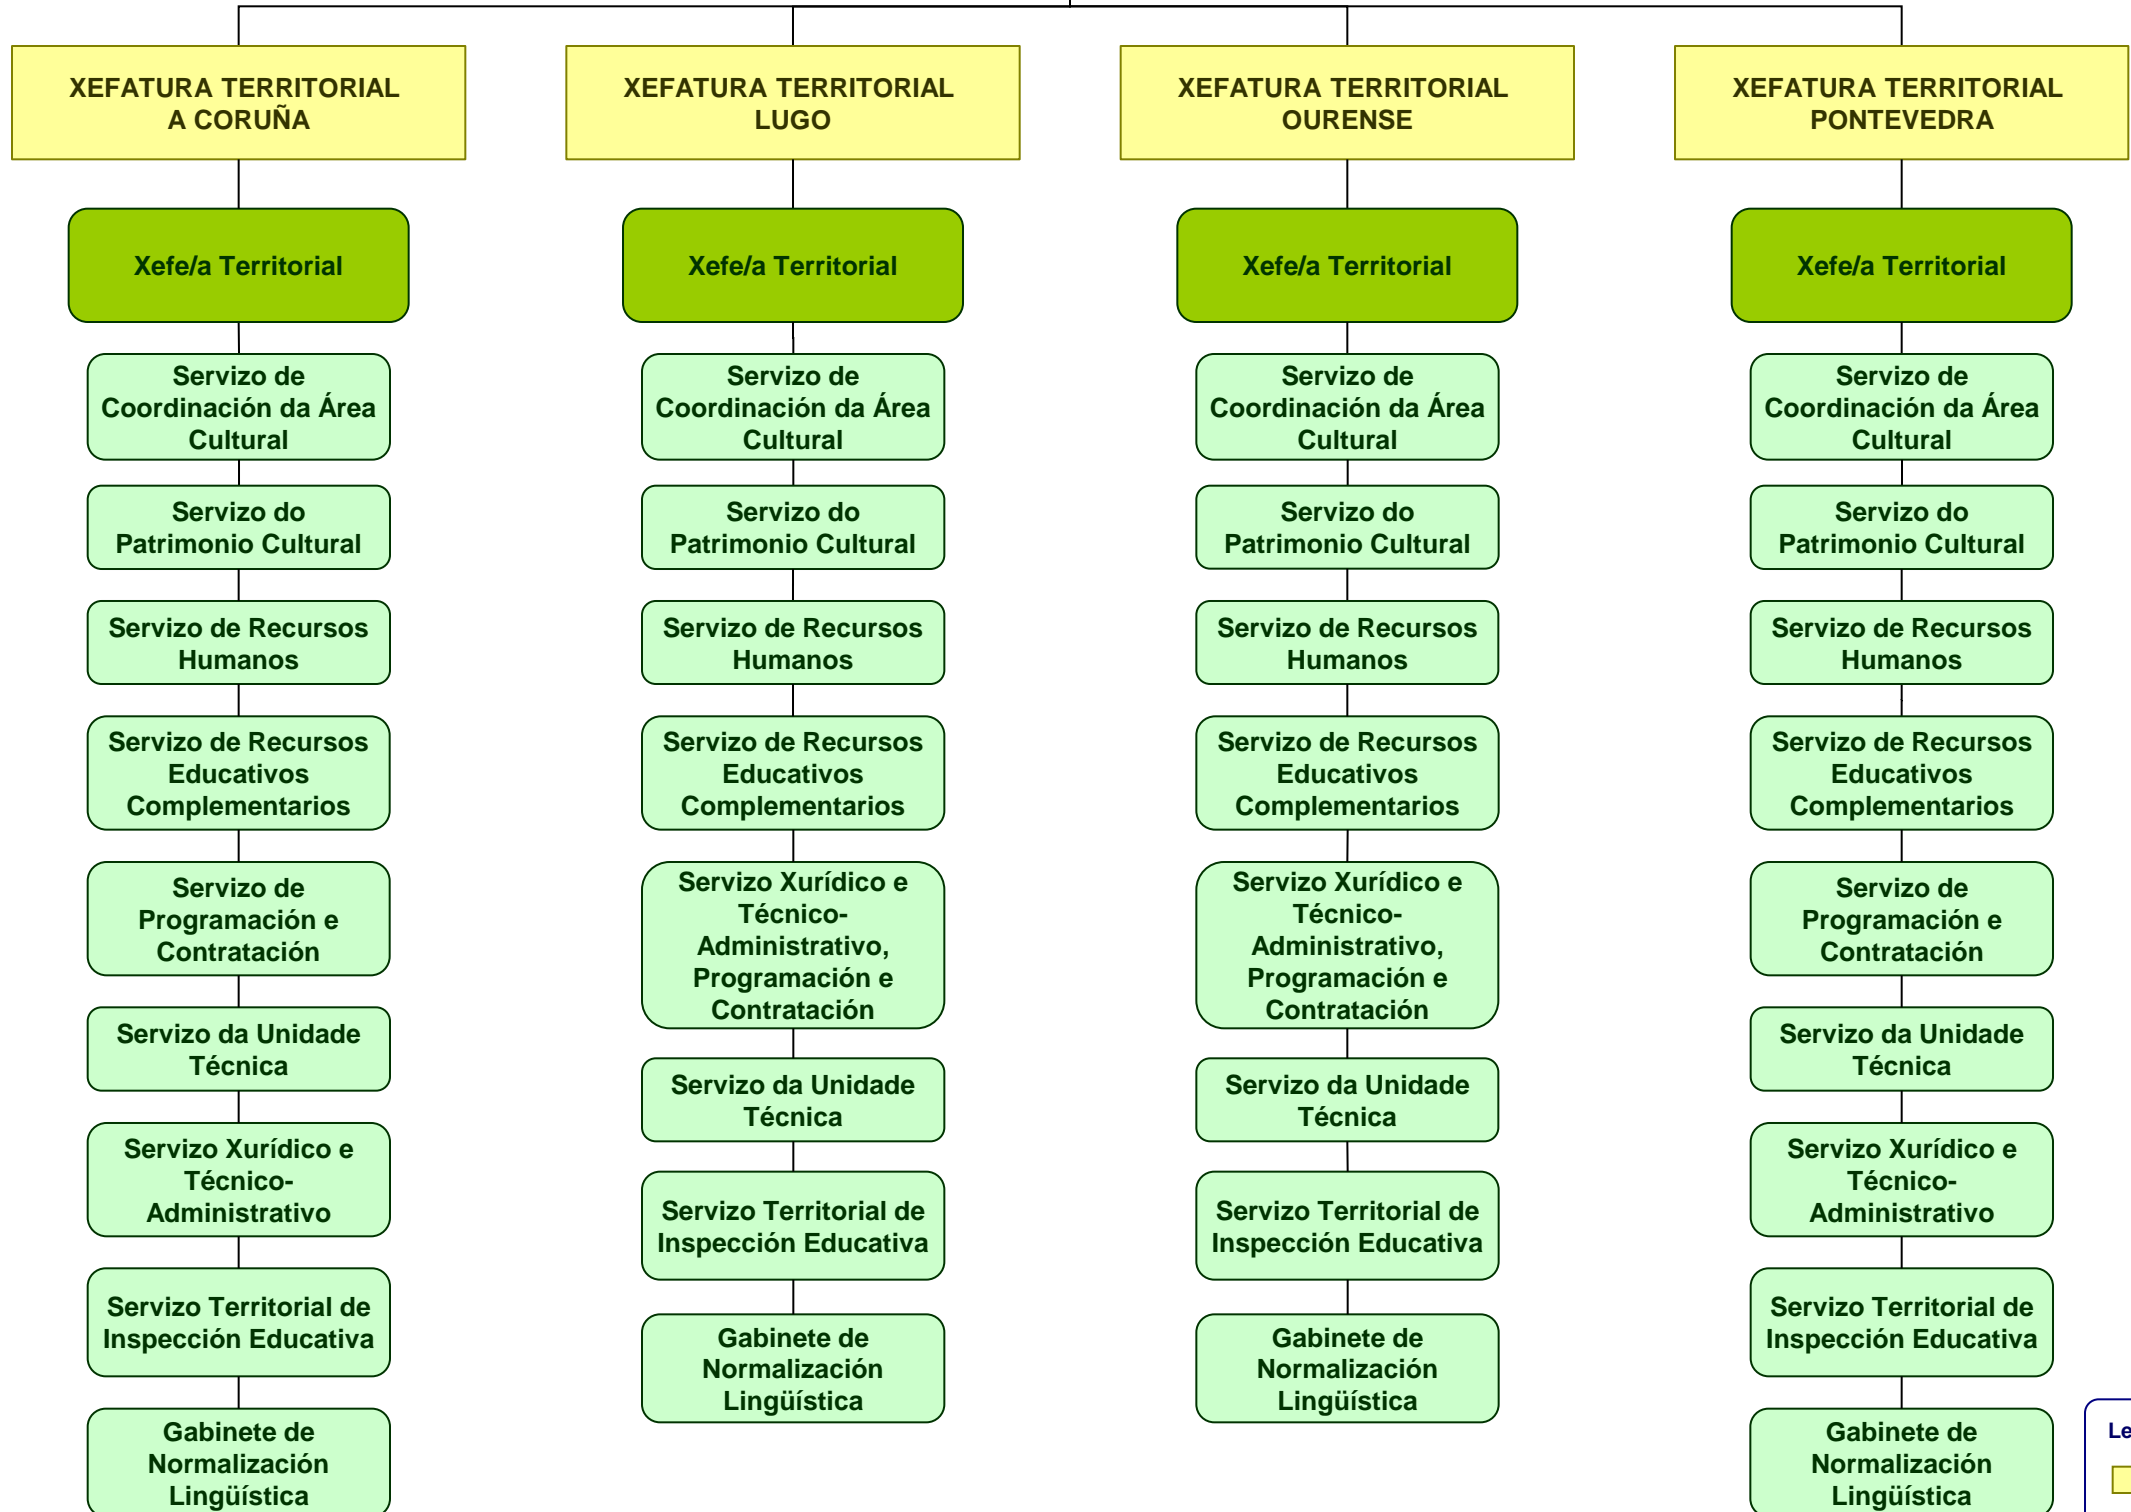 XEFATURA TERRITORIAL
A CORUÑA
Xefe/a Territorial
Servizo de
Coordinación da Área
Cultural
Servizo do
Patrimonio Cultural
Servizo de Recursos
Humanos
Servizo de Recursos
Educativos
Complementarios
Servizo de
Programación e
Contratación
Servizo da Unidade
Técnica
Servizo Xurídico e
Técnico-
Administrativo
Servizo Territorial de
Inspección Educativa
Gabinete de
Normalización
Lingüística
XEFATURA TERRITORIAL
LUGO
Xefe/a Territorial
Servizo de
Coordinación da Área
Cultural
Servizo do
Patrimonio Cultural
Servizo de Recursos
Humanos
Servizo de Recursos
Educativos
Complementarios
Servizo Xurídico e
Técnico-
Administrativo,
Programación e
Contratación
Servizo da Unidade
Técnica
Servizo Territorial de
Inspección Educativa
Gabinete de
Normalización
Lingüística
XEFATURA TERRITORIAL
OURENSE
Xefe/a Territorial
Servizo de
Coordinación da Área
Cultural
Servizo do
Patrimonio Cultural
Servizo de Recursos
Humanos
Servizo de Recursos
Educativos
Complementarios
Servizo Xurídico e
Técnico-
Administrativo,
Programación e
Contratación
Servizo da Unidade
Técnica
Servizo Territorial de
Inspección Educativa
Gabinete de
Normalización
Lingüística
XEFATURA TERRITORIAL
PONTEVEDRA
Xefe/a Territorial
Servizo de
Coordinación da Área
Cultural
Servizo do
Patrimonio Cultural
Servizo de Recursos
Humanos
Servizo de Recursos
Educativos
Complementarios
Servizo de
Programación e
Contratación
Servizo da Unidade
Técnica
Servizo Xurídico e
Técnico-
Administrativo
Servizo Territorial de
Inspección Educativa
Gabinete de
Normalización
Lingüística